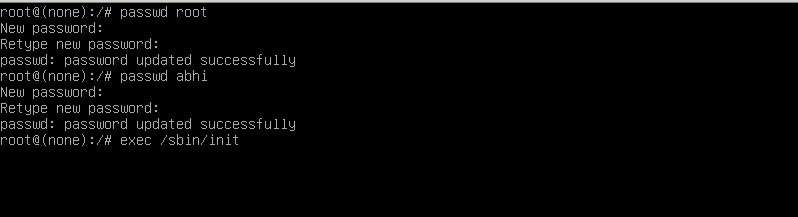 root@(none):/# passwd root
New password:
Retype new password:
passwd: password updated successfully
root@(none):/# passwd abhi
New password:
Retype new password:
passwd: password updated successfully
root@(none):/# exec /sbin/init